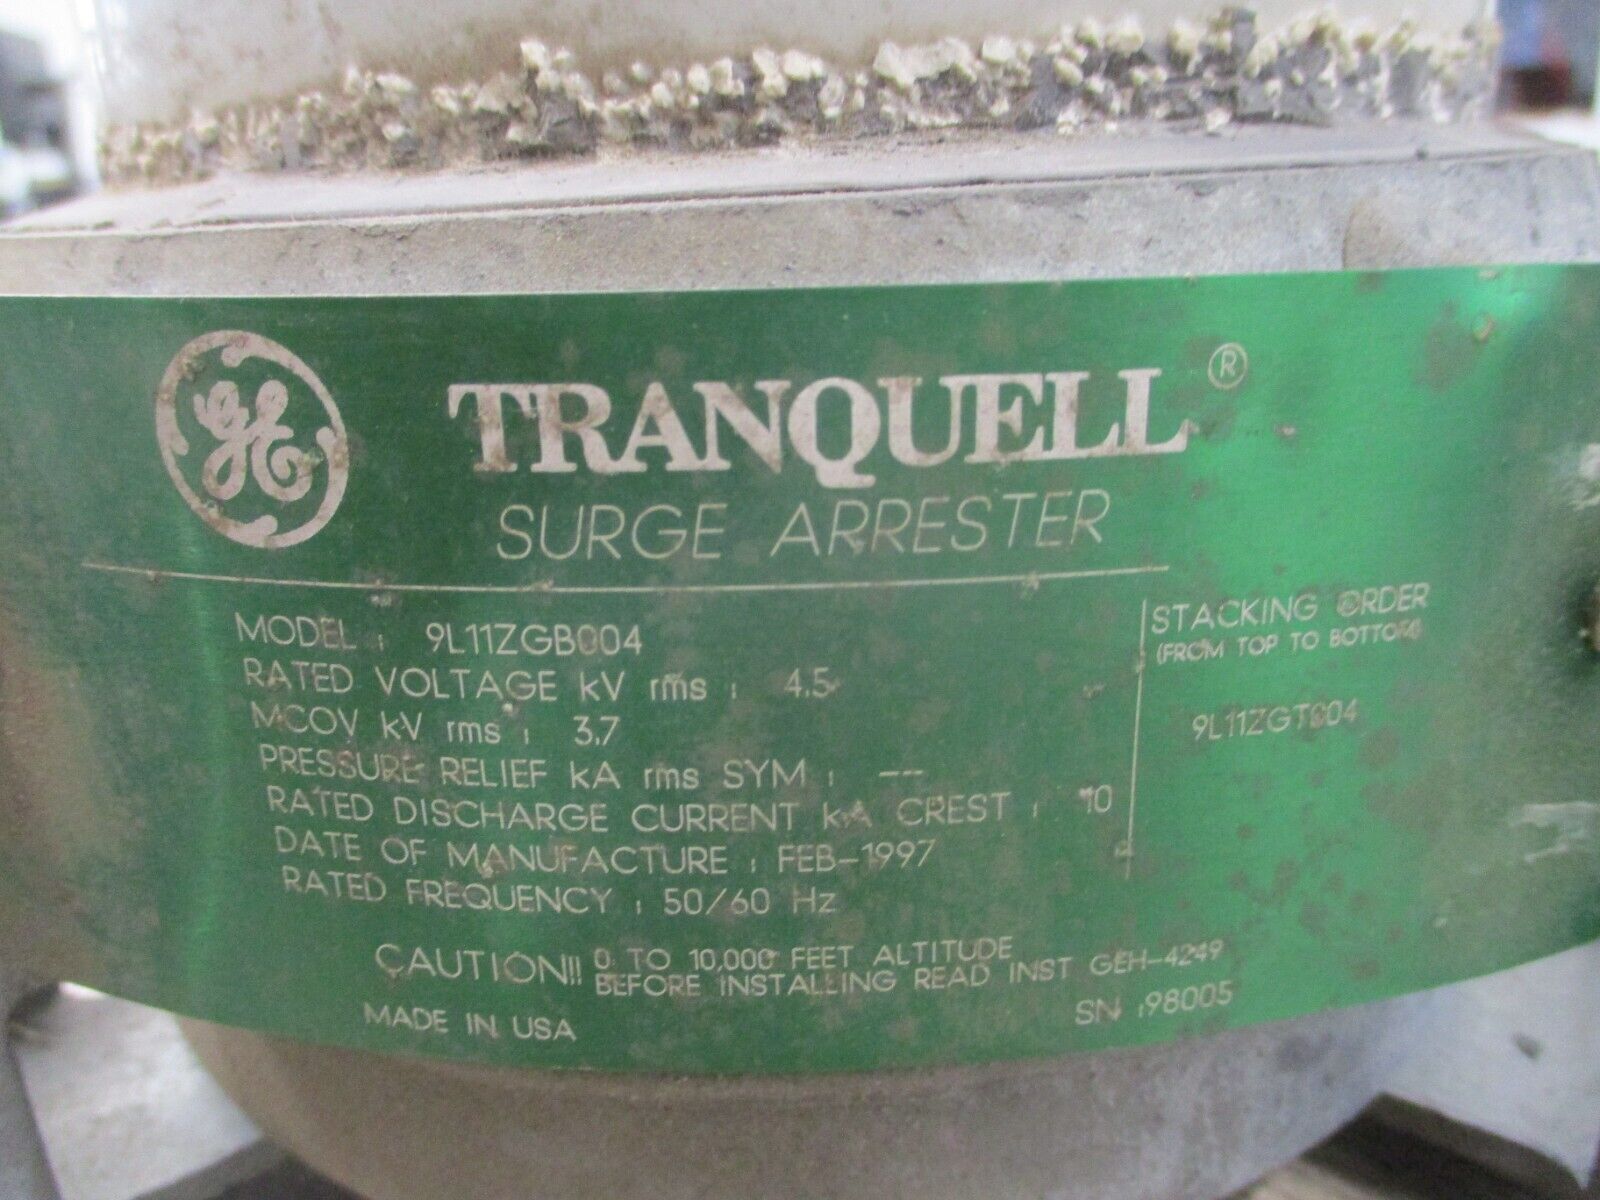 GE
TRANQUELL ®
SURGE ARRESTER
MODEL : 9L11ZGB004
RATED VOLTAGE kV rms : 4.5
MCOV kV rms : 3.7
PRESSURE RELIEF kA rms SYM : --
RATED DISCHARGE CURRENT kA CREST : 10
DATE OF MANUFACTURE : FEB-1997
RATED FREQUENCY : 50/60 Hz
STACKING ORDER
(FROM TOP TO BOTTOM)
9L11ZGT004
CAUTION!! 0 TO 10,000 FEET ALTITUDE
BEFORE INSTALLING READ INST GEH-4249
MADE IN USA
SN :98005